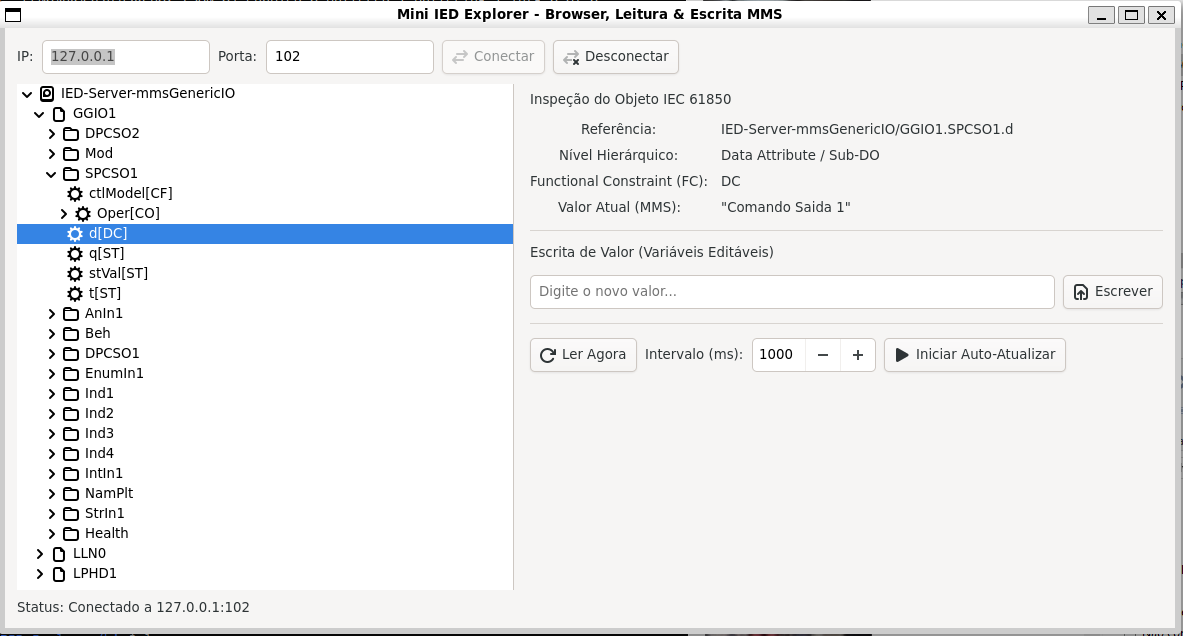 Mini IED Explorer - Browser, Leitura & Escrita MMS
IP: 127.0.0.1 Porta: 102 Conectar Desconectar
IED-Server-mmsGenericIO
GGIO1
DPCSO2
Mod
SPCSO1
ctlModel[CF]
Oper[CO]
d[DC]
q[ST]
stVal[ST]
t[ST]
AnIn1
Beh
DPCSO1
EnumIn1
Ind1
Ind2
Ind3
Ind4
IntIn1
NamPlt
StrIn1
Health
LLN0
LPHD1
Inspeção do Objeto IEC 61850
Referência: IED-Server-mmsGenericIO/GGIO1.SPCSO1.d
Nível Hierárquico: Data Attribute / Sub-DO
Functional Constraint (FC): DC
Valor Atual (MMS): "Comando Saida 1"
Escrita de Valor (Variáveis Editáveis)
Digite o novo valor... Escrever
Ler Agora Intervalo (ms): 1000 Iniciar Auto-Atualizar
Status: Conectado a 127.0.0.1:102